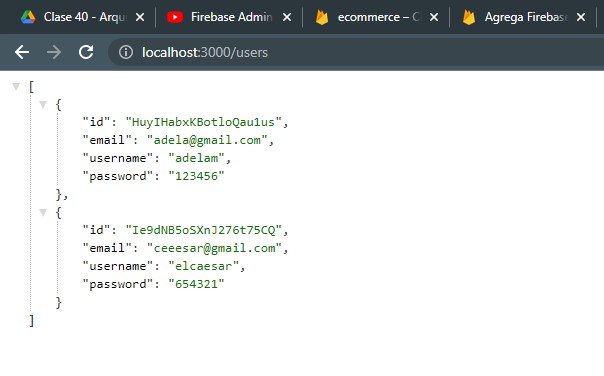 Clase 40 - Arqu
Firebase Admin
ecommerce – C
Agrega Firebase
localhost:3000/users
[
{
"id": "HuyIHabxKBotloQau1us",
"email": "adela@gmail.com",
"username": "adelam",
"password": "123456"
},
{
"id": "Ie9dNB5oSXnJ276t75CQ",
"email": "ceeesar@gmail.com",
"username": "elcaesar",
"password": "654321"
}
]